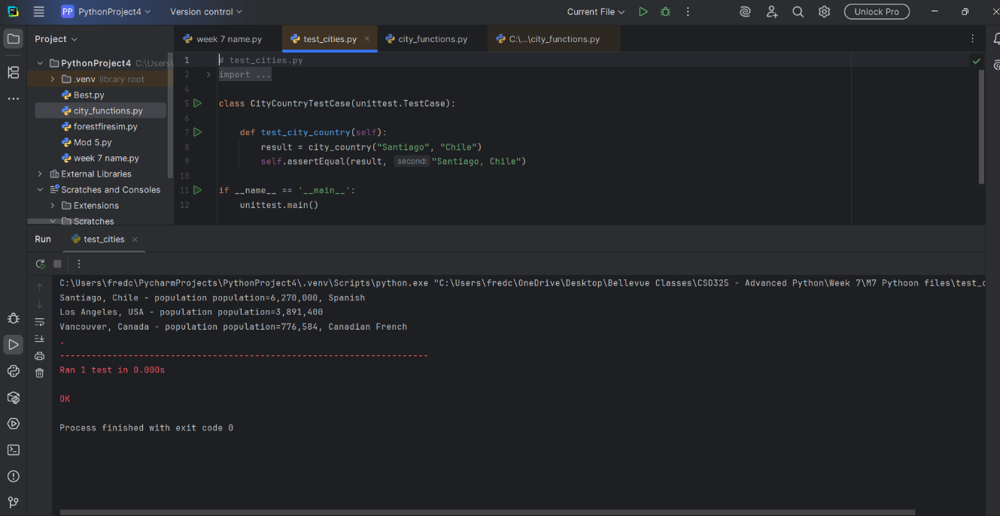 PP PythonProject4 Version control Current File Unlock Pro
Project
week 7 name.py test_cities.py city_functions.py C:\...\city_functions.py
PythonProject4 C:\Users\
.venv library root
Best.py
city_functions.py
forestfiresim.py
Mod 5.py
week 7 name.py
External Libraries
Scratches and Consoles
Extensions
Scratches
1 # test_cities.py
2 import ...
4
5 class CityCountryTestCase(unittest.TestCase):
6
7 def test_city_country(self):
8 result = city_country("Santiago", "Chile")
9 self.assertEqual(result, second: "Santiago, Chile")
10
11 if __name__ == '__main__':
12 unittest.main()
Run test_cities
C:\Users\fredc\PycharmProjects\PythonProject4\.venv\Scripts\python.exe "C:\Users\fredc\OneDrive\Desktop\Bellevue Classes\CSD325 - Advanced Python\Week 7\M7 Pythoon files\test_c
Santiago, Chile - population population=6,270,000, Spanish
Los Angeles, USA - population population=3,891,400
Vancouver, Canada - population population=776,584, Canadian French
.
----------------------------------------------------------------------
Ran 1 test in 0.000s
OK
Process finished with exit code 0